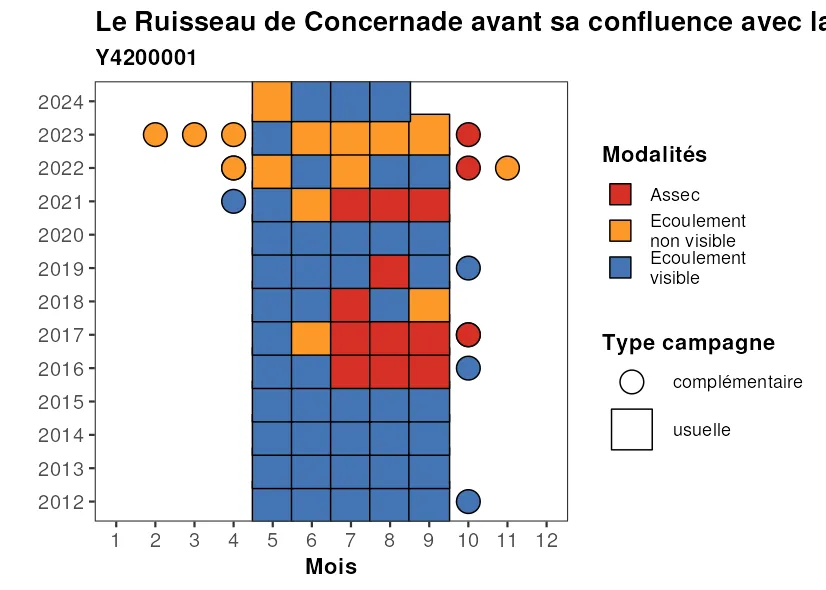 Le Ruisseau de Concernade avant sa confluence avec la
Y4200001
2024
2023
2022
2021
2020
2019
2018
2017
2016
2015
2014
2013
2012
1 2 3 4 5 6 7 8 9 10 11 12
Mois
Modalités
Assec
Ecoulement
non visible
Ecoulement
visible
Type campagne
complémentaire
usuelle